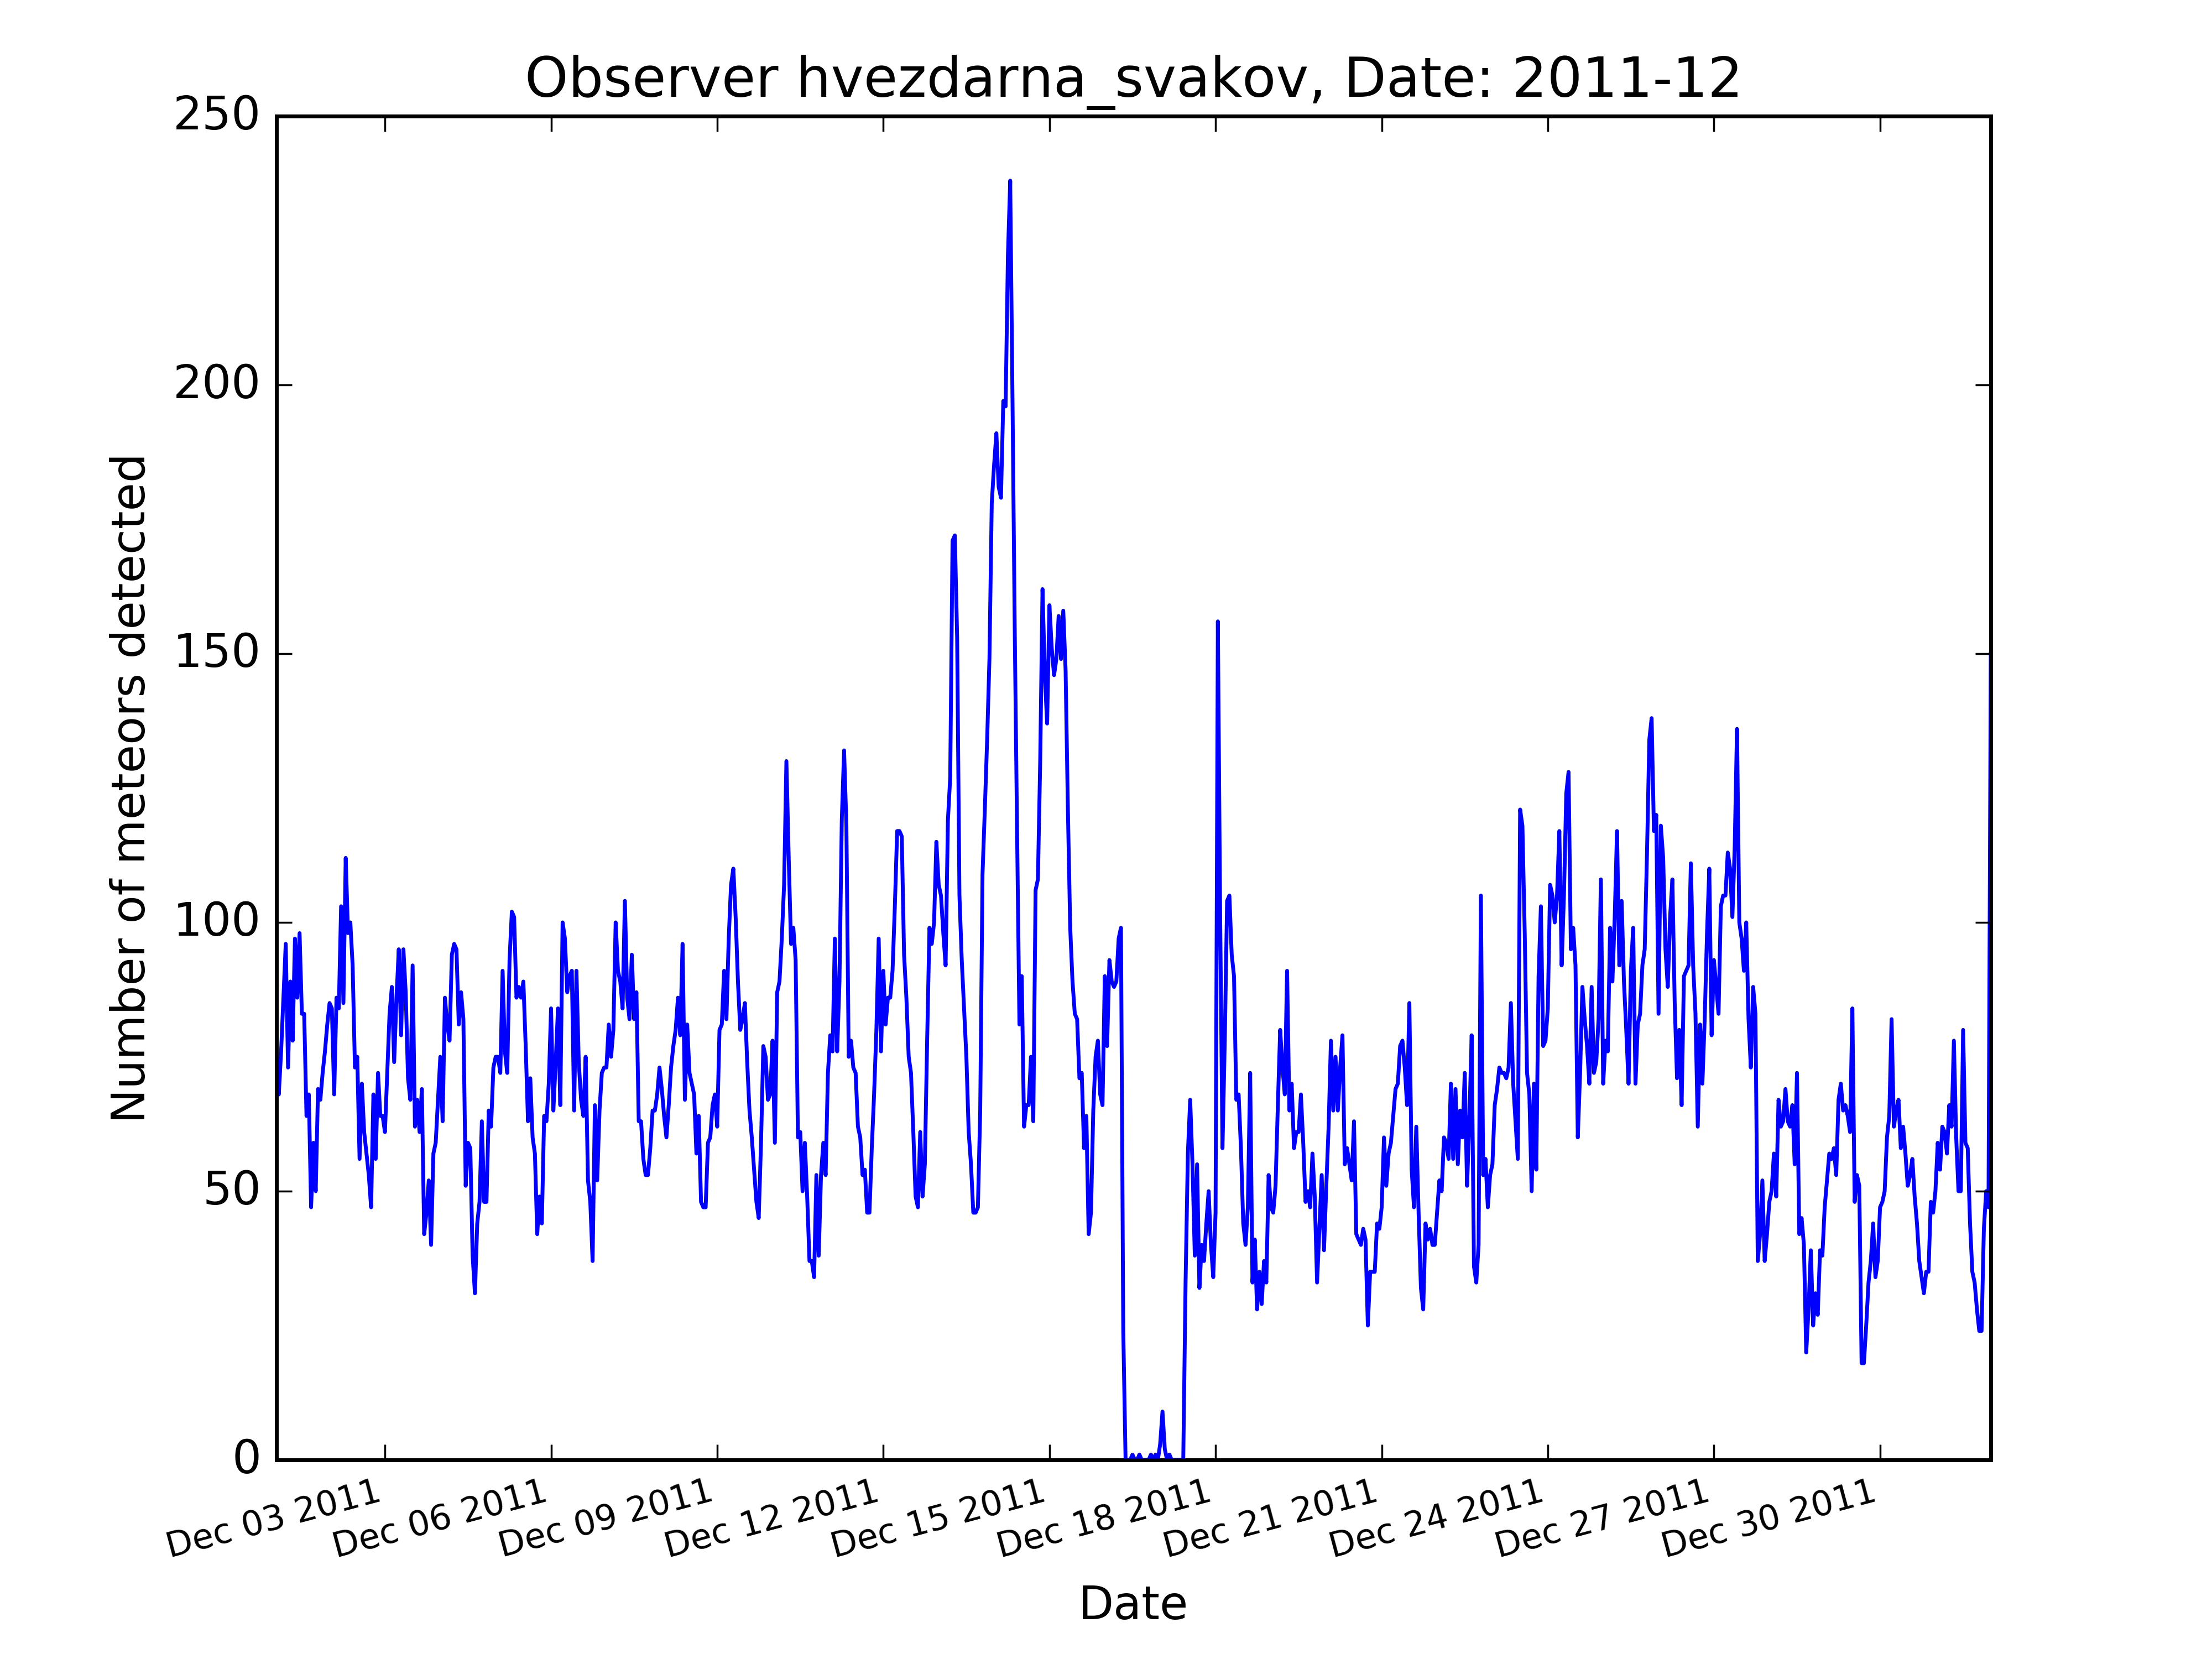 Observer hvezdarna_svakov, Date: 2011-12
250
200
150
100
50
0
Number of meteors detected
Dec 03 2011
Dec 06 2011
Dec 09 2011
Dec 12 2011
Dec 15 2011
Dec 18 2011
Dec 21 2011
Dec 24 2011
Dec 27 2011
Dec 30 2011
Date